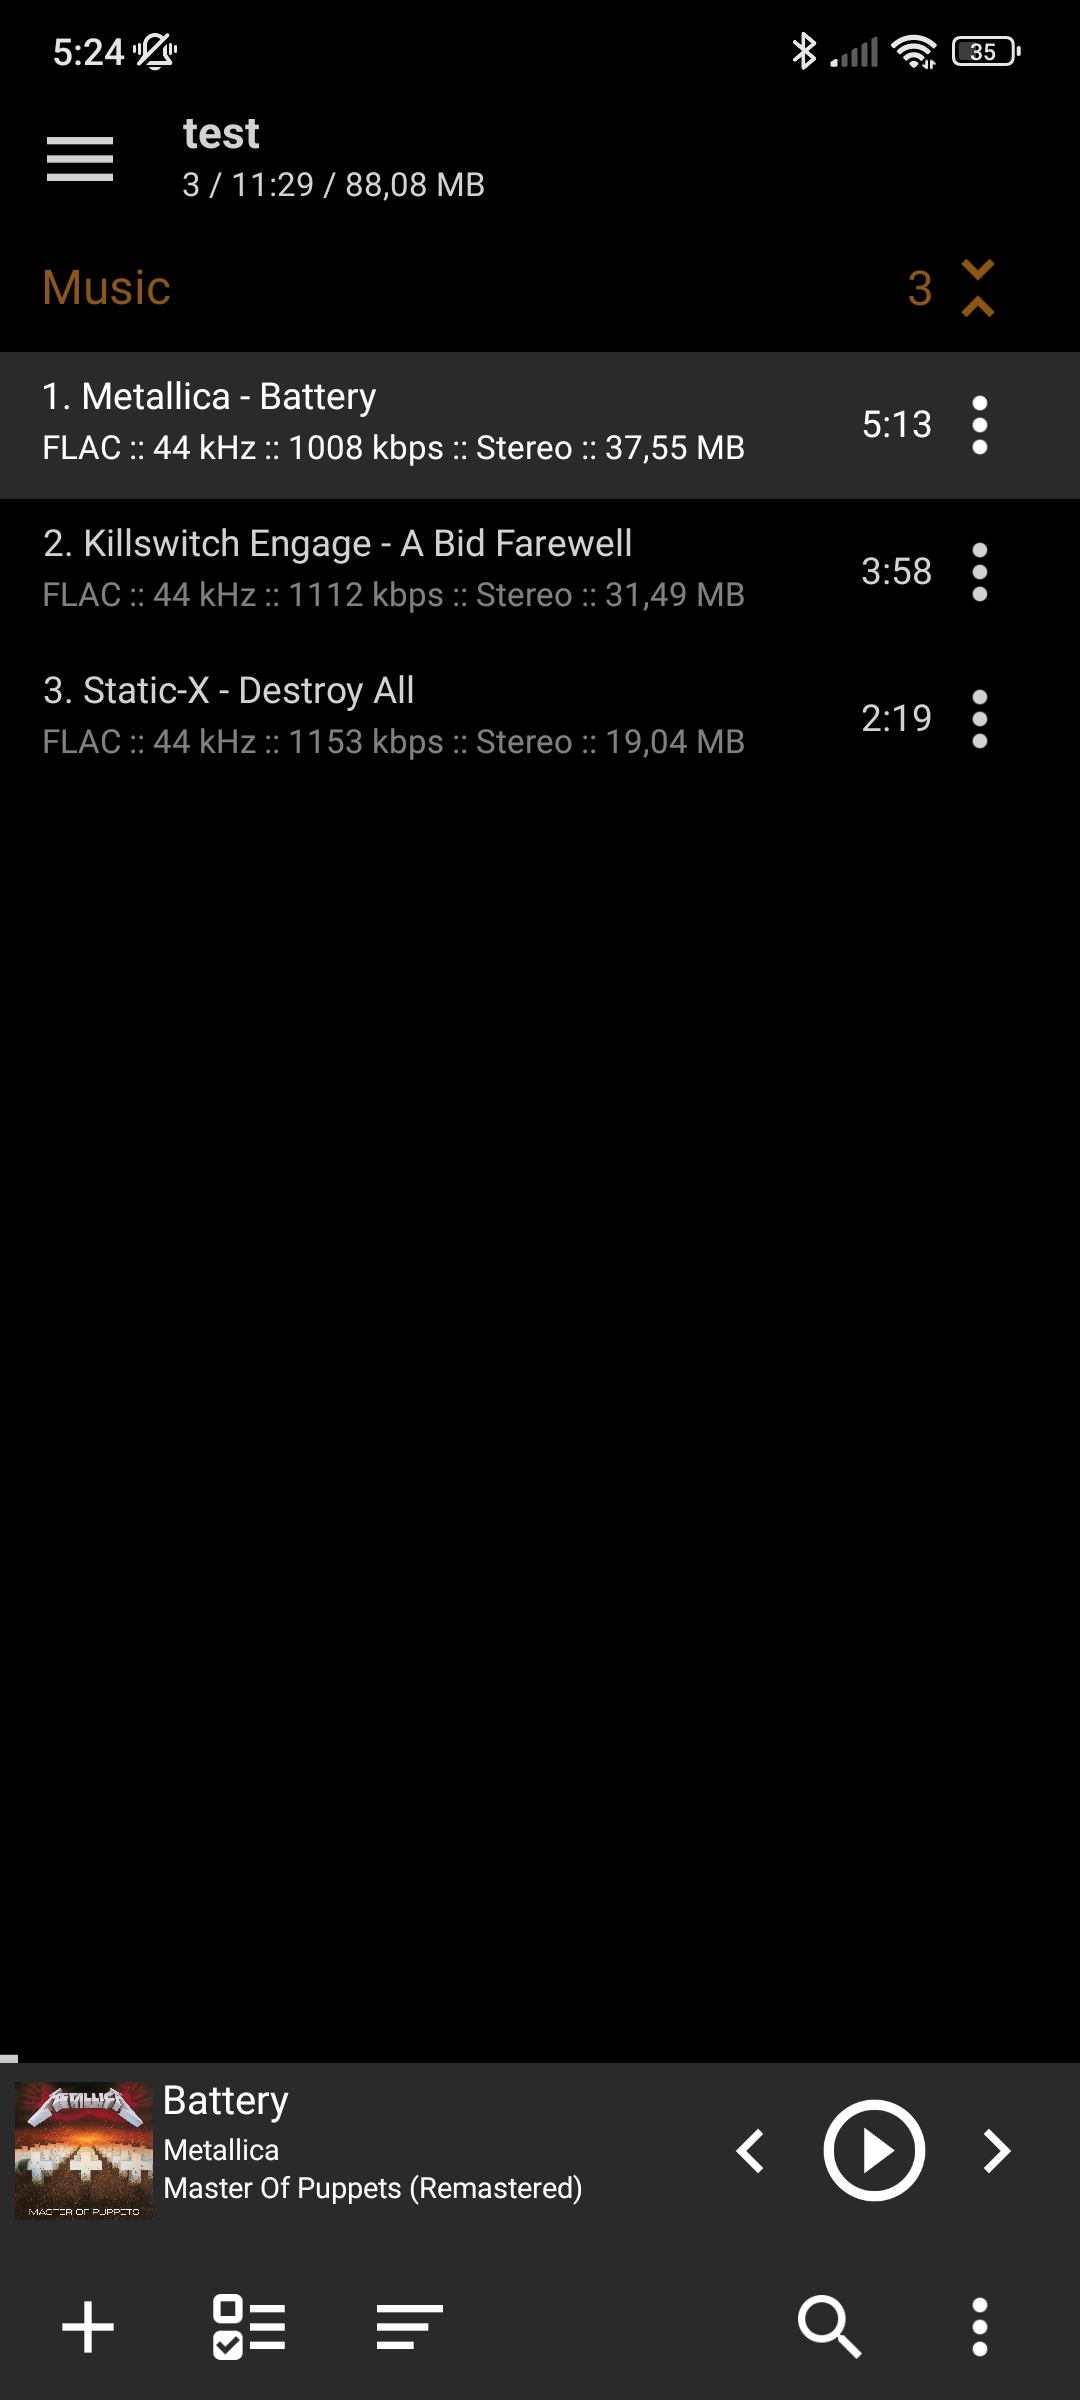 5:24
35
test
3 / 11:29 / 88,08 MB
Music 3
1. Metallica - Battery
5:13
FLAC :: 44 kHz :: 1008 kbps :: Stereo :: 37,55 MB
2. Killswitch Engage - A Bid Farewell
3:58
FLAC :: 44 kHz :: 1112 kbps :: Stereo :: 31,49 MB
3. Static-X - Destroy All
2:19
FLAC :: 44 kHz :: 1153 kbps :: Stereo :: 19,04 MB
METALLICA
MASTER OF PUPPETS
Battery
Metallica
Master Of Puppets (Remastered)